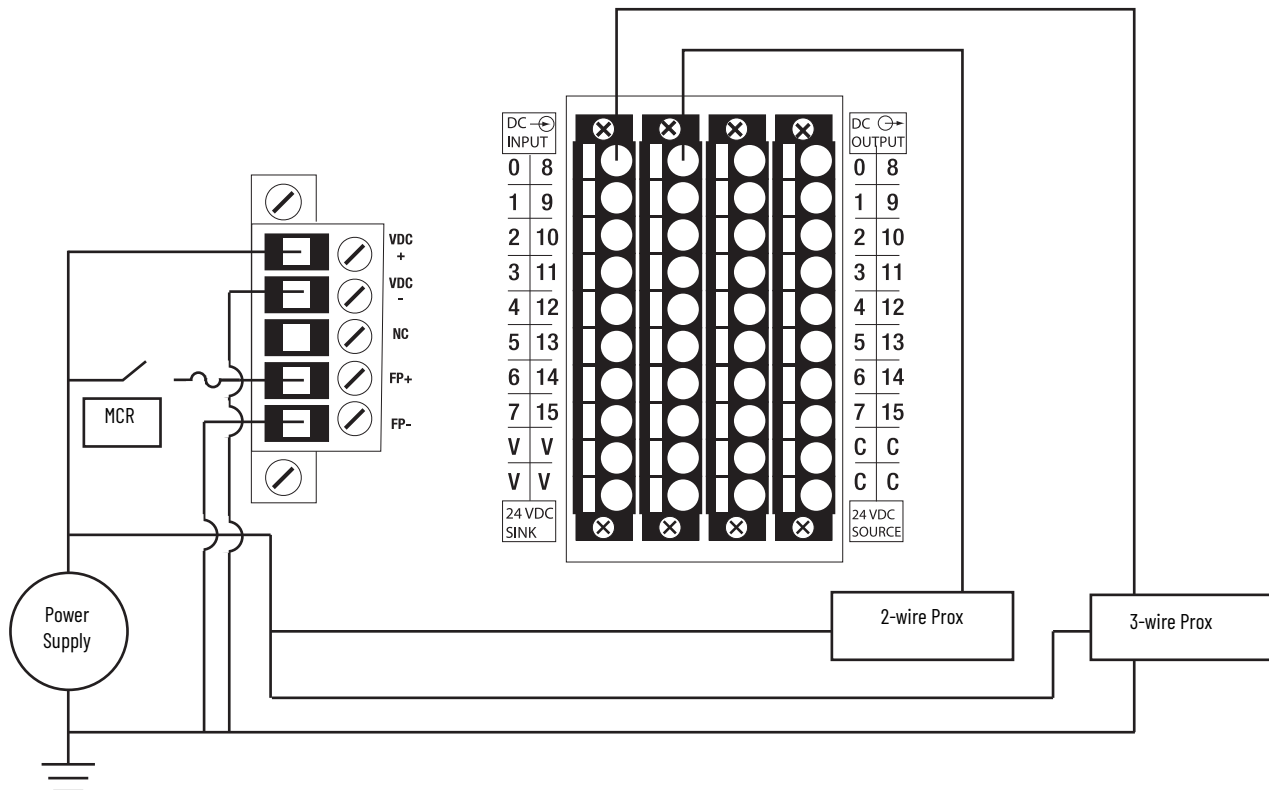 DC
INPUT
0 8
1 9
2 10
3 11
4 12
5 13
6 14
7 15
V V
V V
24 VDC
SINK
DC
OUTPUT
0 8
1 9
2 10
3 11
4 12
5 13
6 14
7 15
C C
C C
24 VDC
SOURCE
VDC
+
VDC
-
NC
FP+
FP-
MCR
Power
Supply
2-wire Prox
3-wire Prox